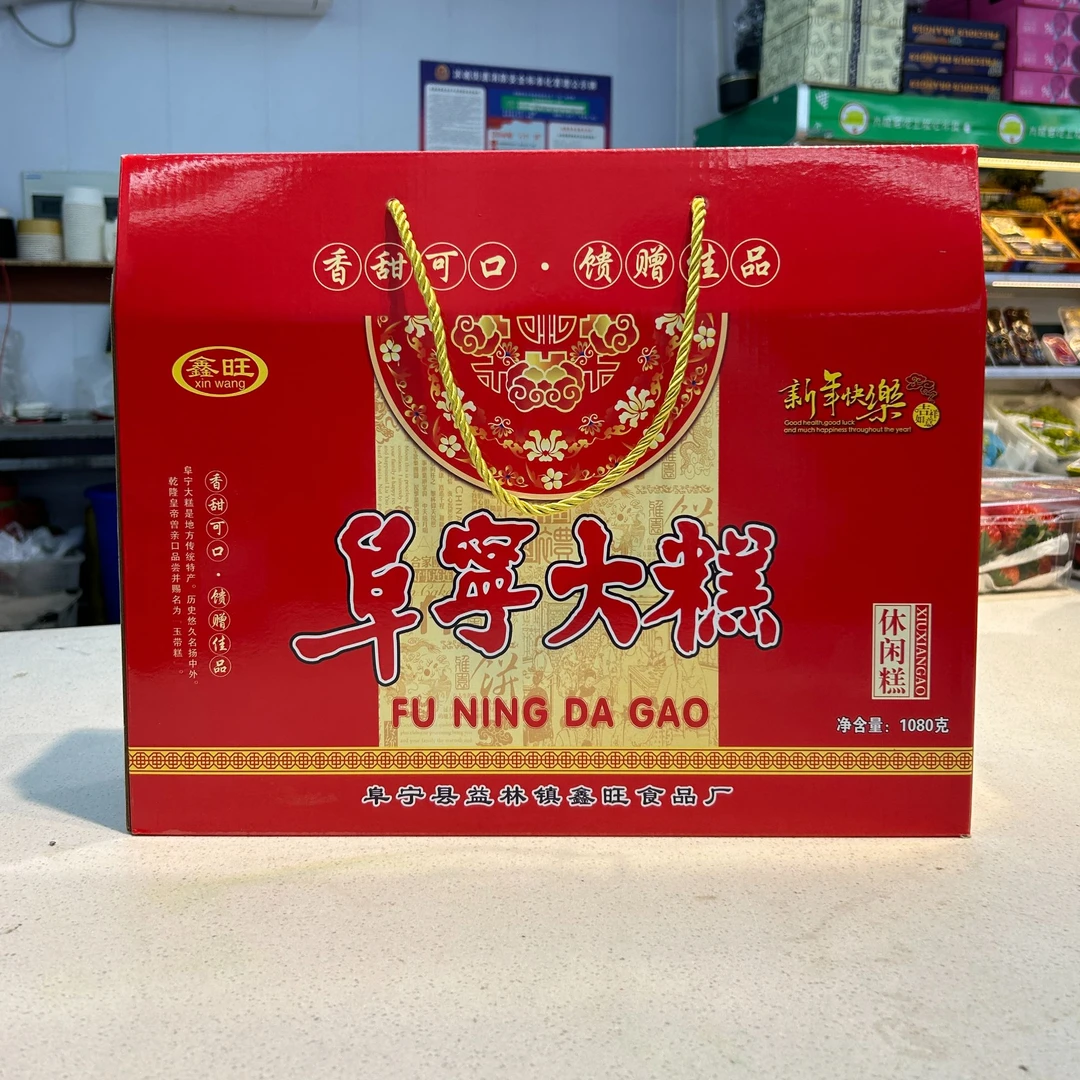 香甜可口·馈赠佳品
鑫旺
xin wang
新年快樂
吉祥如意
Good health,good luck
and much happiness throughout the year!
香甜可口·馈赠佳品
阜宁大糕是地方传统特产。历史悠久名扬中外。
乾隆皇帝曾亲口品尝并赐名为“玉带糕”。
阜寧大糕
FU NING DA GAO
休闲糕
XIUXIANGAO
净含量：1080克
阜宁县益林镇鑫旺食品厂